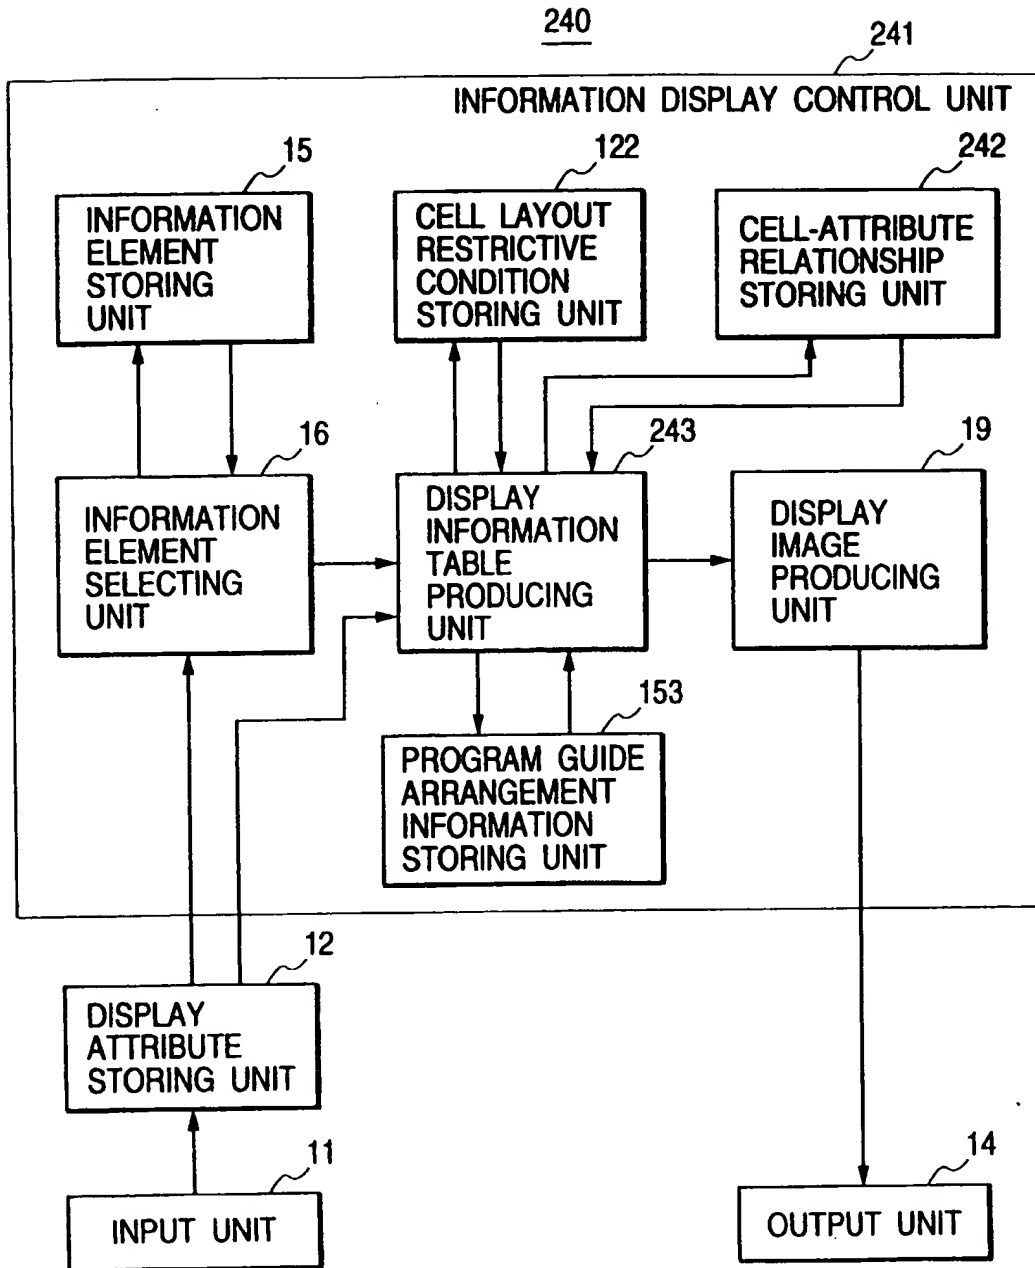 240
241
INFORMATION DISPLAY CONTROL UNIT
15
INFORMATION
ELEMENT
STORING
UNIT
122
CELL LAYOUT
RESTRICTIVE
CONDITION
STORING UNIT
242
CELL-ATTRIBUTE
RELATIONSHIP
STORING UNIT
16
INFORMATION
ELEMENT
SELECTING
UNIT
243
DISPLAY
INFORMATION
TABLE
PRODUCING
UNIT
19
DISPLAY
IMAGE
PRODUCING
UNIT
153
PROGRAM GUIDE
ARRANGEMENT
INFORMATION
STORING UNIT
12
DISPLAY
ATTRIBUTE
STORING UNIT
11
INPUT UNIT
14
OUTPUT UNIT